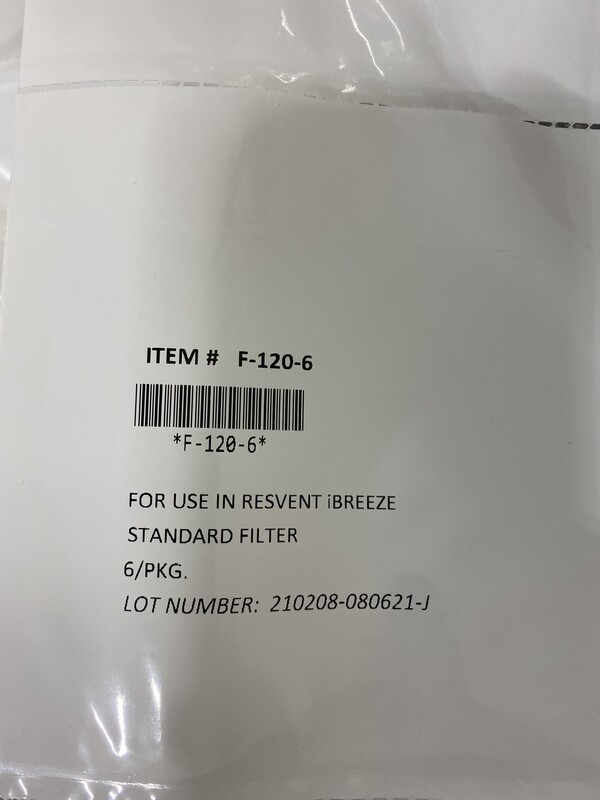 ITEM # F-120-6
*F-120-6*
FOR USE IN RESVENT iBREEZE
STANDARD FILTER
6/PKG.
LOT NUMBER: 210208-080621-J